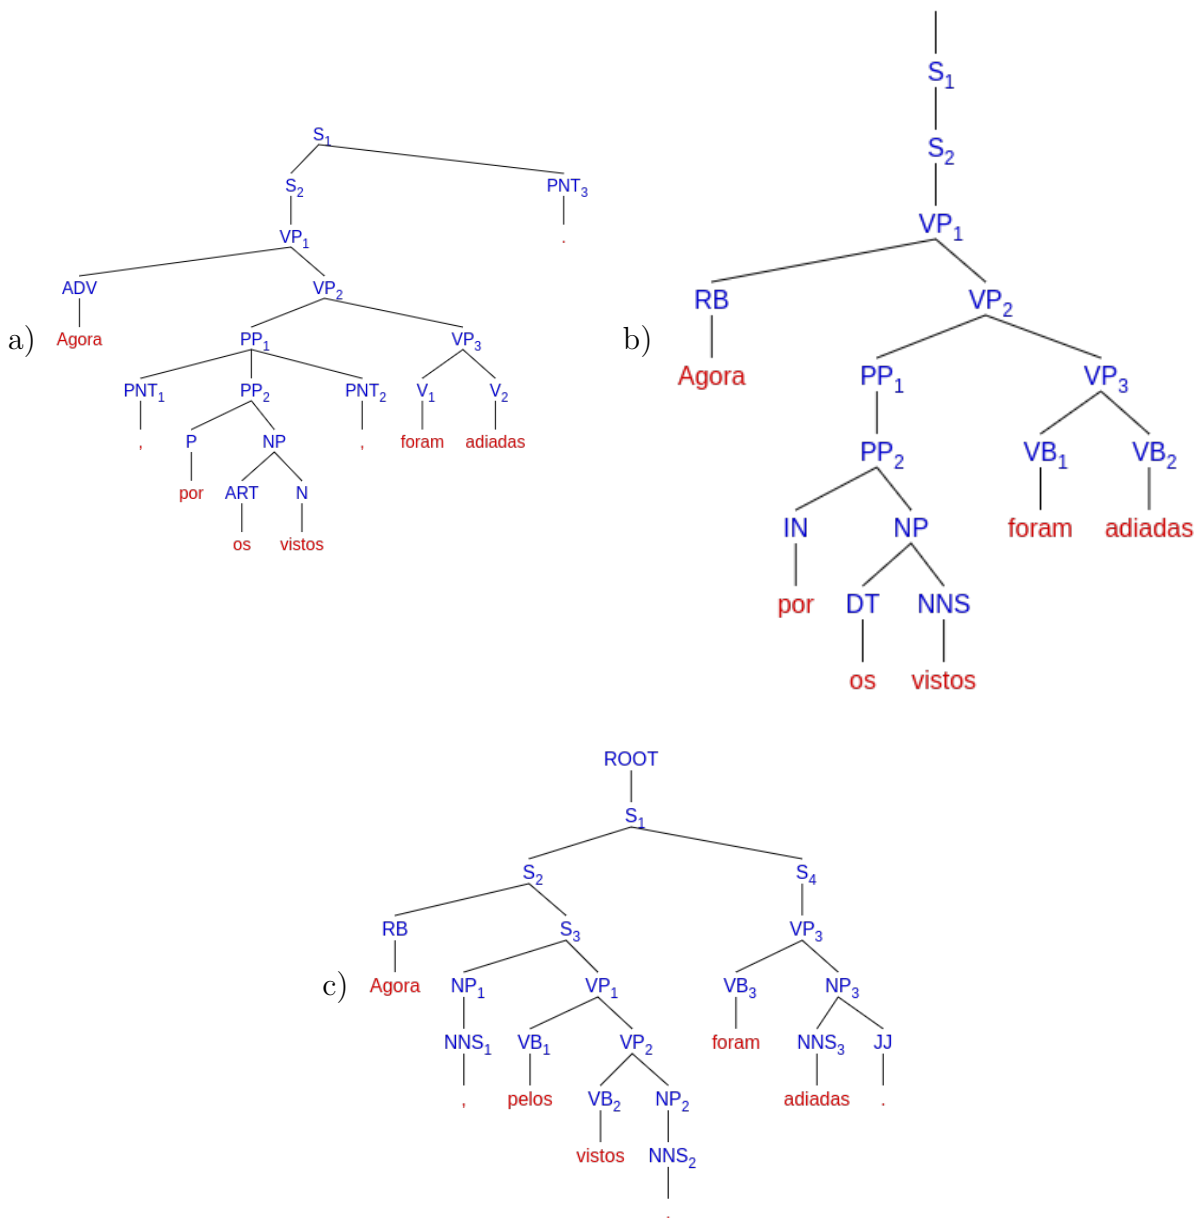 a)
S1
S2 PNT3
VP1 .
ADV VP2
Agora PP1 VP3
PNT1 PP2 PNT2 V1 V2
, P NP , foram adiadas
por ART N
os vistos
b)
S1
S2
VP1
RB VP2
Agora PP1 VP3
PP2 VB1 VB2
IN NP foram adiadas
por DT NNS
os vistos
c)
ROOT
S1
S2 S4
RB S3 VP3
Agora NP1 VP1 VB3 NP3
NNS1 VB1 VP2 foram NNS3 JJ
, pelos VB2 NP2 adiadas .
vistos NNS2